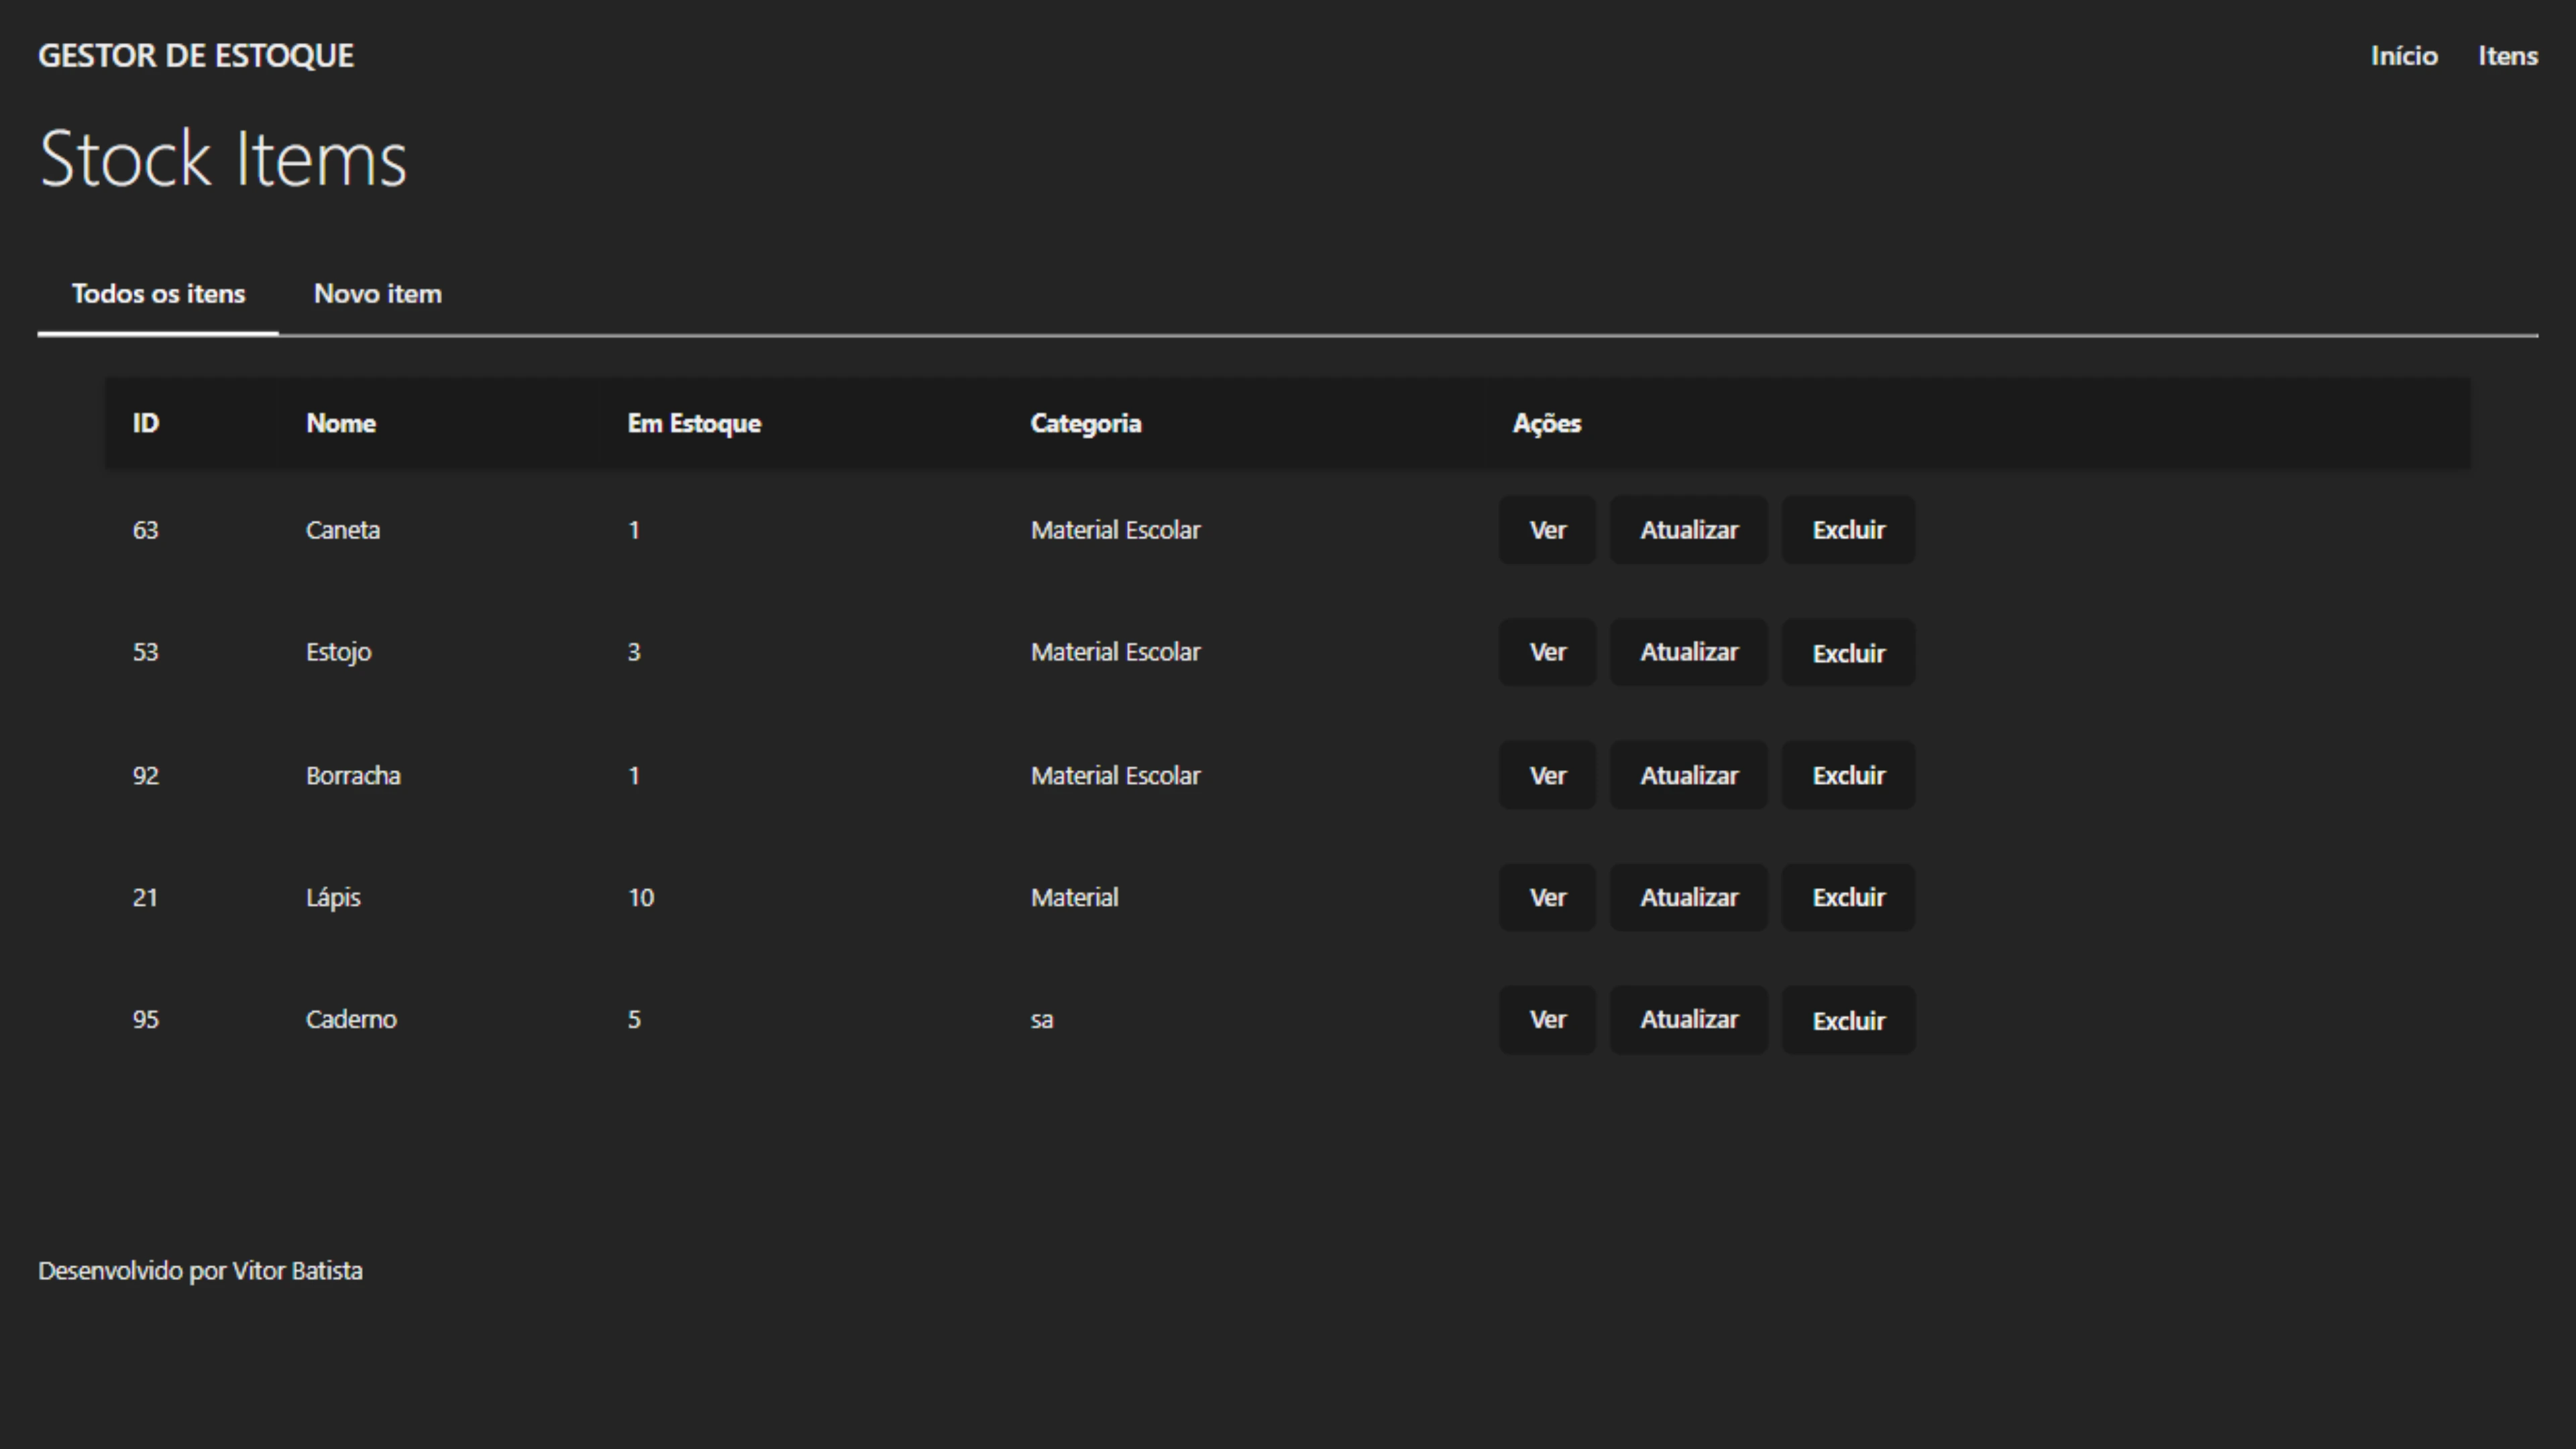 GESTOR DE ESTOQUE Início Itens
Stock Items
Todos os itens Novo item
ID Nome Em Estoque Categoria Ações
63 Caneta 1 Material Escolar Ver Atualizar Excluir
53 Estojo 3 Material Escolar Ver Atualizar Excluir
92 Borracha 1 Material Escolar Ver Atualizar Excluir
21 Lápis 10 Material Ver Atualizar Excluir
95 Caderno 5 sa Ver Atualizar Excluir
Desenvolvido por Vitor Batista